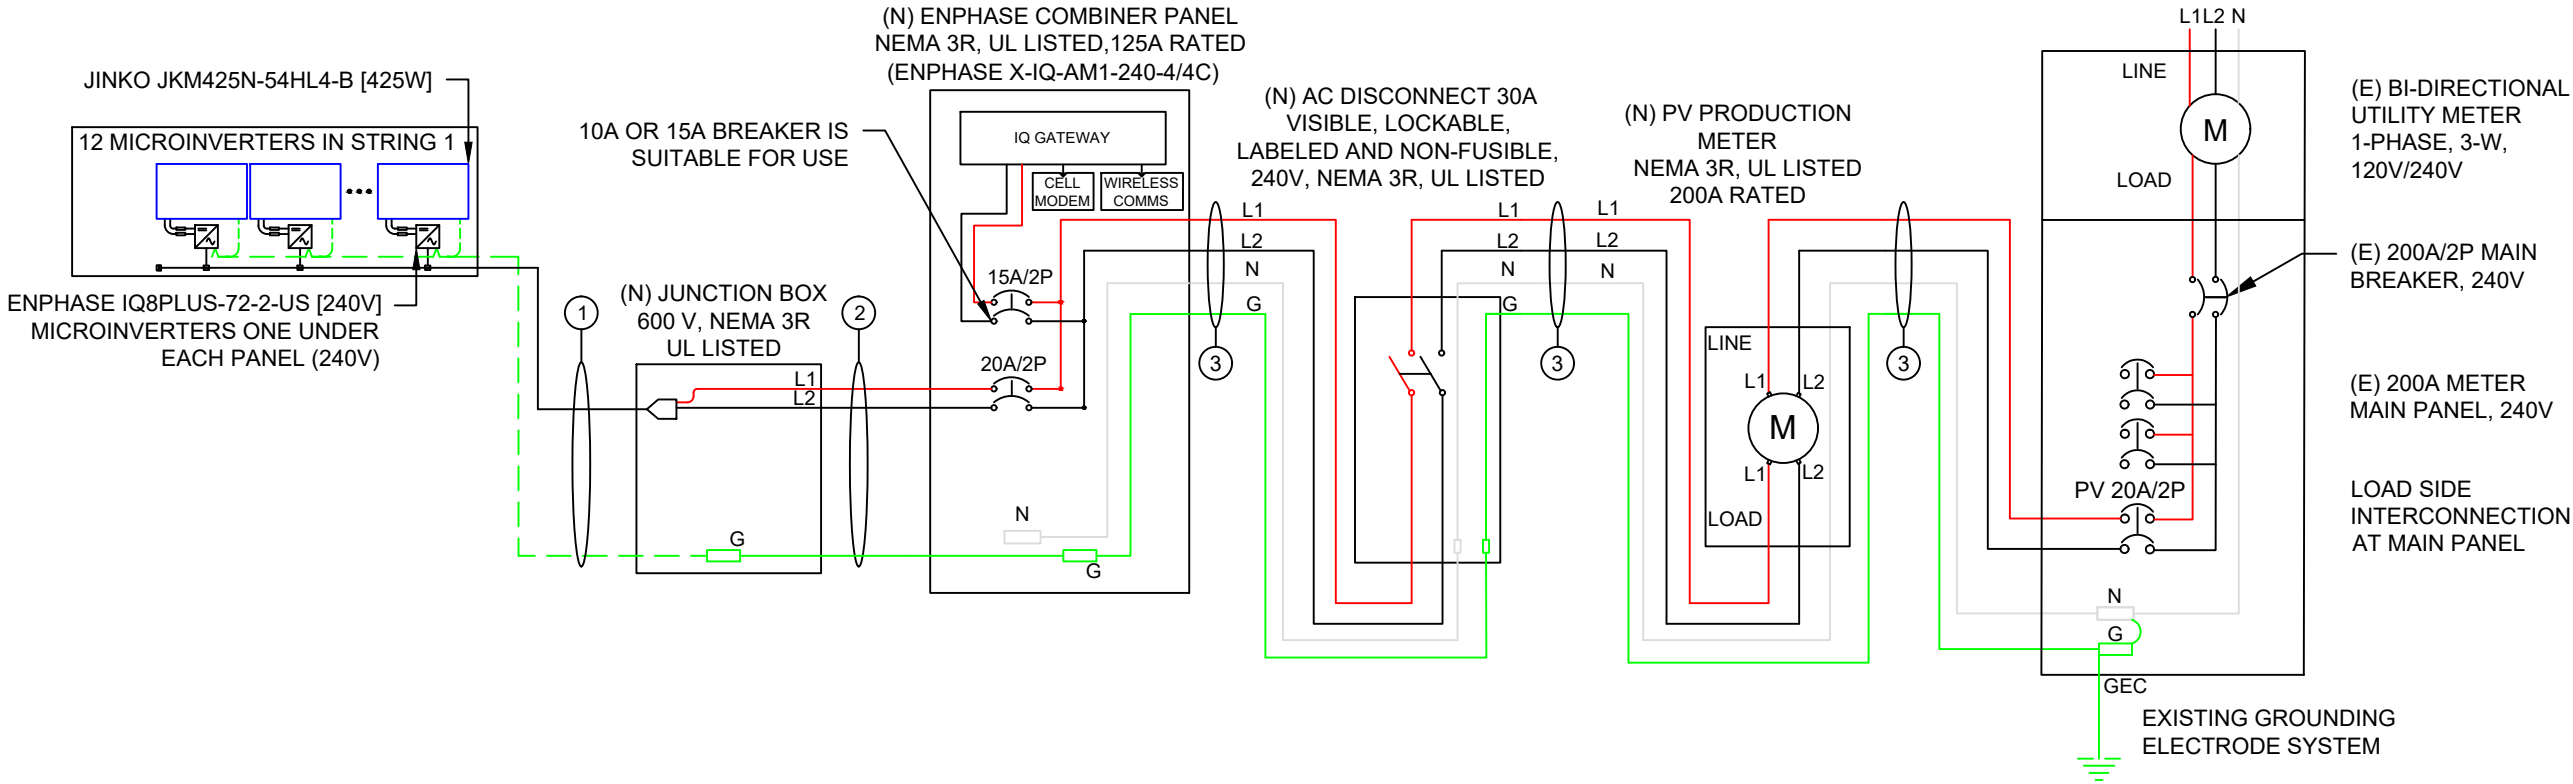 JINKO JKM425N-54HL4-B [425W]
12 MICROINVERTERS IN STRING 1
ENPHASE IQ8PLUS-72-2-US [240V]
MICROINVERTERS ONE UNDER
EACH PANEL (240V)
1
(N) JUNCTION BOX
600 V, NEMA 3R
UL LISTED
L1
L2
G
2
10A OR 15A BREAKER IS
SUITABLE FOR USE
(N) ENPHASE COMBINER PANEL
NEMA 3R, UL LISTED,125A RATED
(ENPHASE X-IQ-AM1-240-4/4C)
IQ GATEWAY
CELL
MODEM
WIRELESS
COMMS
15A/2P
20A/2P
N
G
L1
L2
N
G
3
(N) AC DISCONNECT 30A
VISIBLE, LOCKABLE,
LABELED AND NON-FUSIBLE,
240V, NEMA 3R, UL LISTED
L1
L2
N
G
3
L1
L2
N
(N) PV PRODUCTION
METER
NEMA 3R, UL LISTED
200A RATED
LINE
L1
L2
M
L1
L2
LOAD
3
L1
L2
N
LINE
M
LOAD
PV 20A/2P
N
G
GEC
EXISTING GROUNDING
ELECTRODE SYSTEM
(E) BI-DIRECTIONAL
UTILITY METER
1-PHASE, 3-W,
120V/240V
(E) 200A/2P MAIN
BREAKER, 240V
(E) 200A METER
MAIN PANEL, 240V
LOAD SIDE
INTERCONNECTION
AT MAIN PANEL